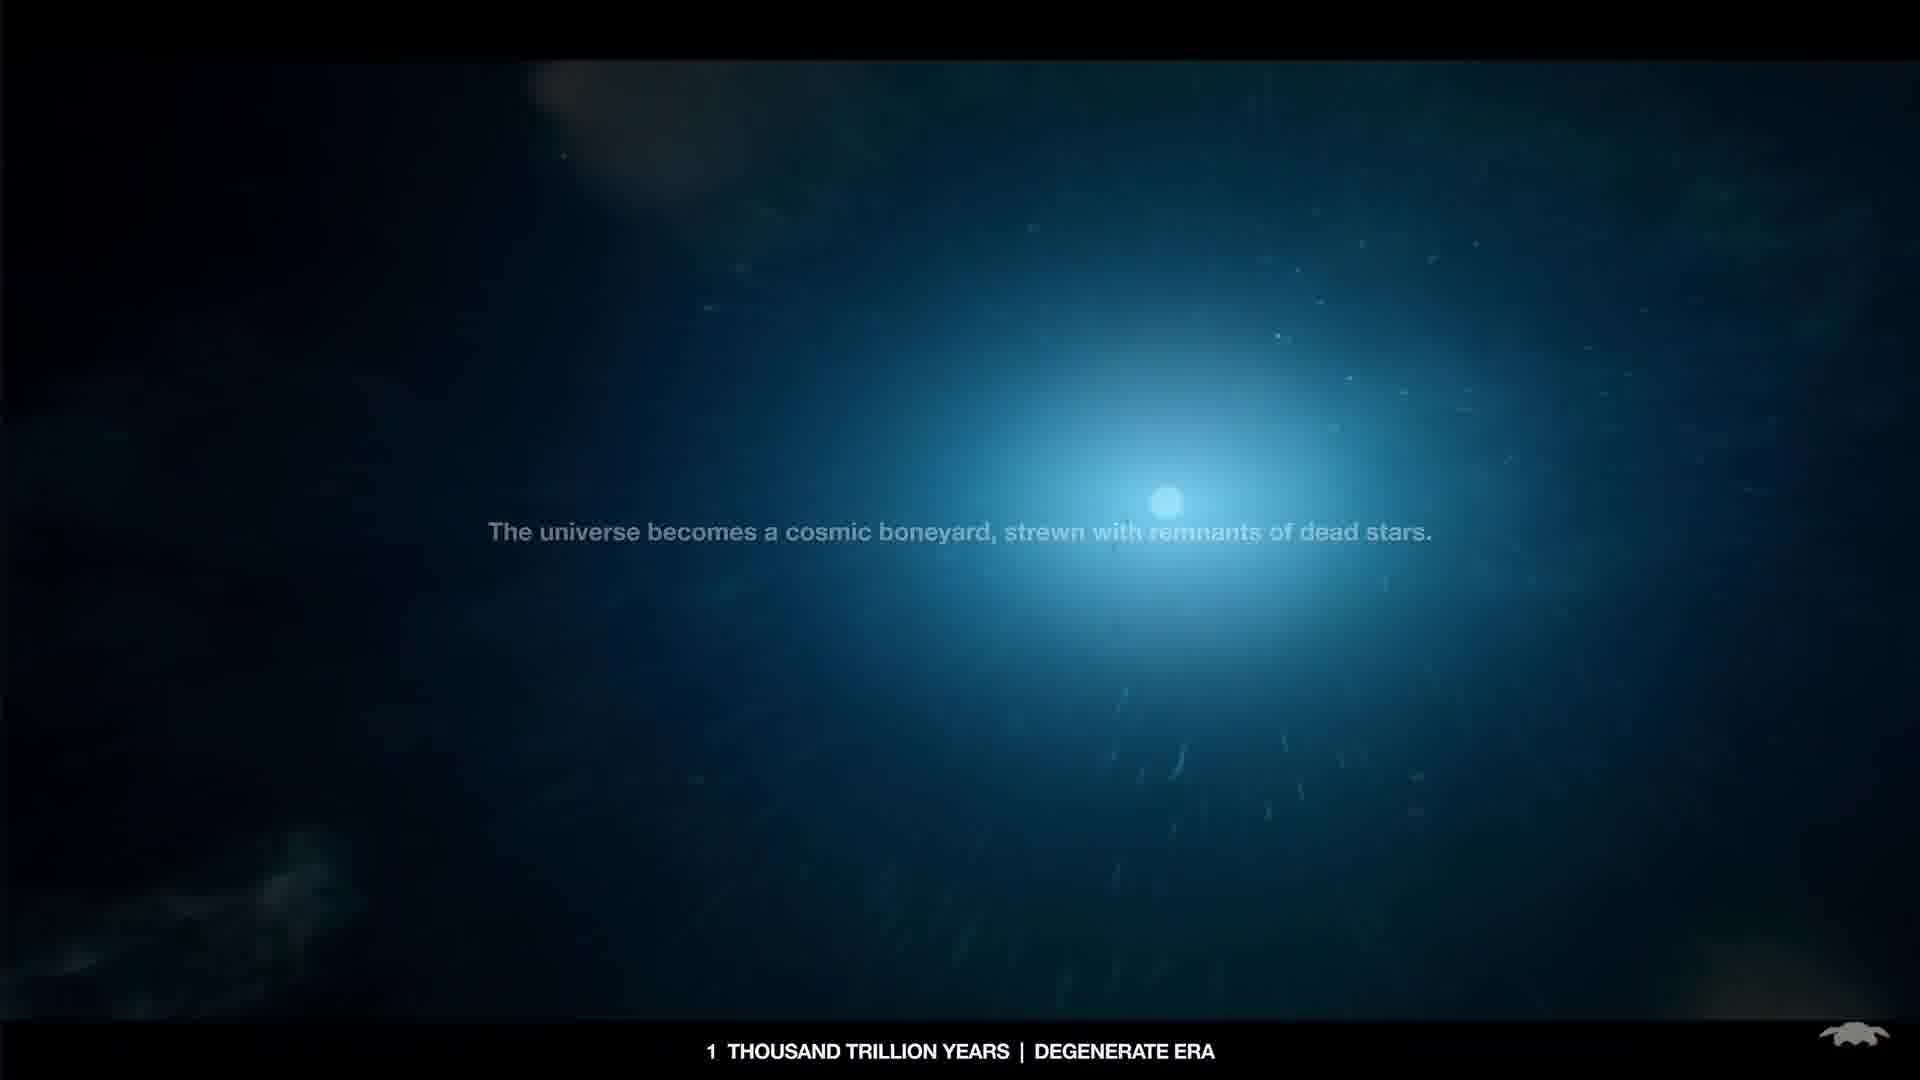 The universe becomes a cosmic boneyard, strewn with remnants of dead stars.
1 THOUSAND TRILLION YEARS | DEGENERATE ERA